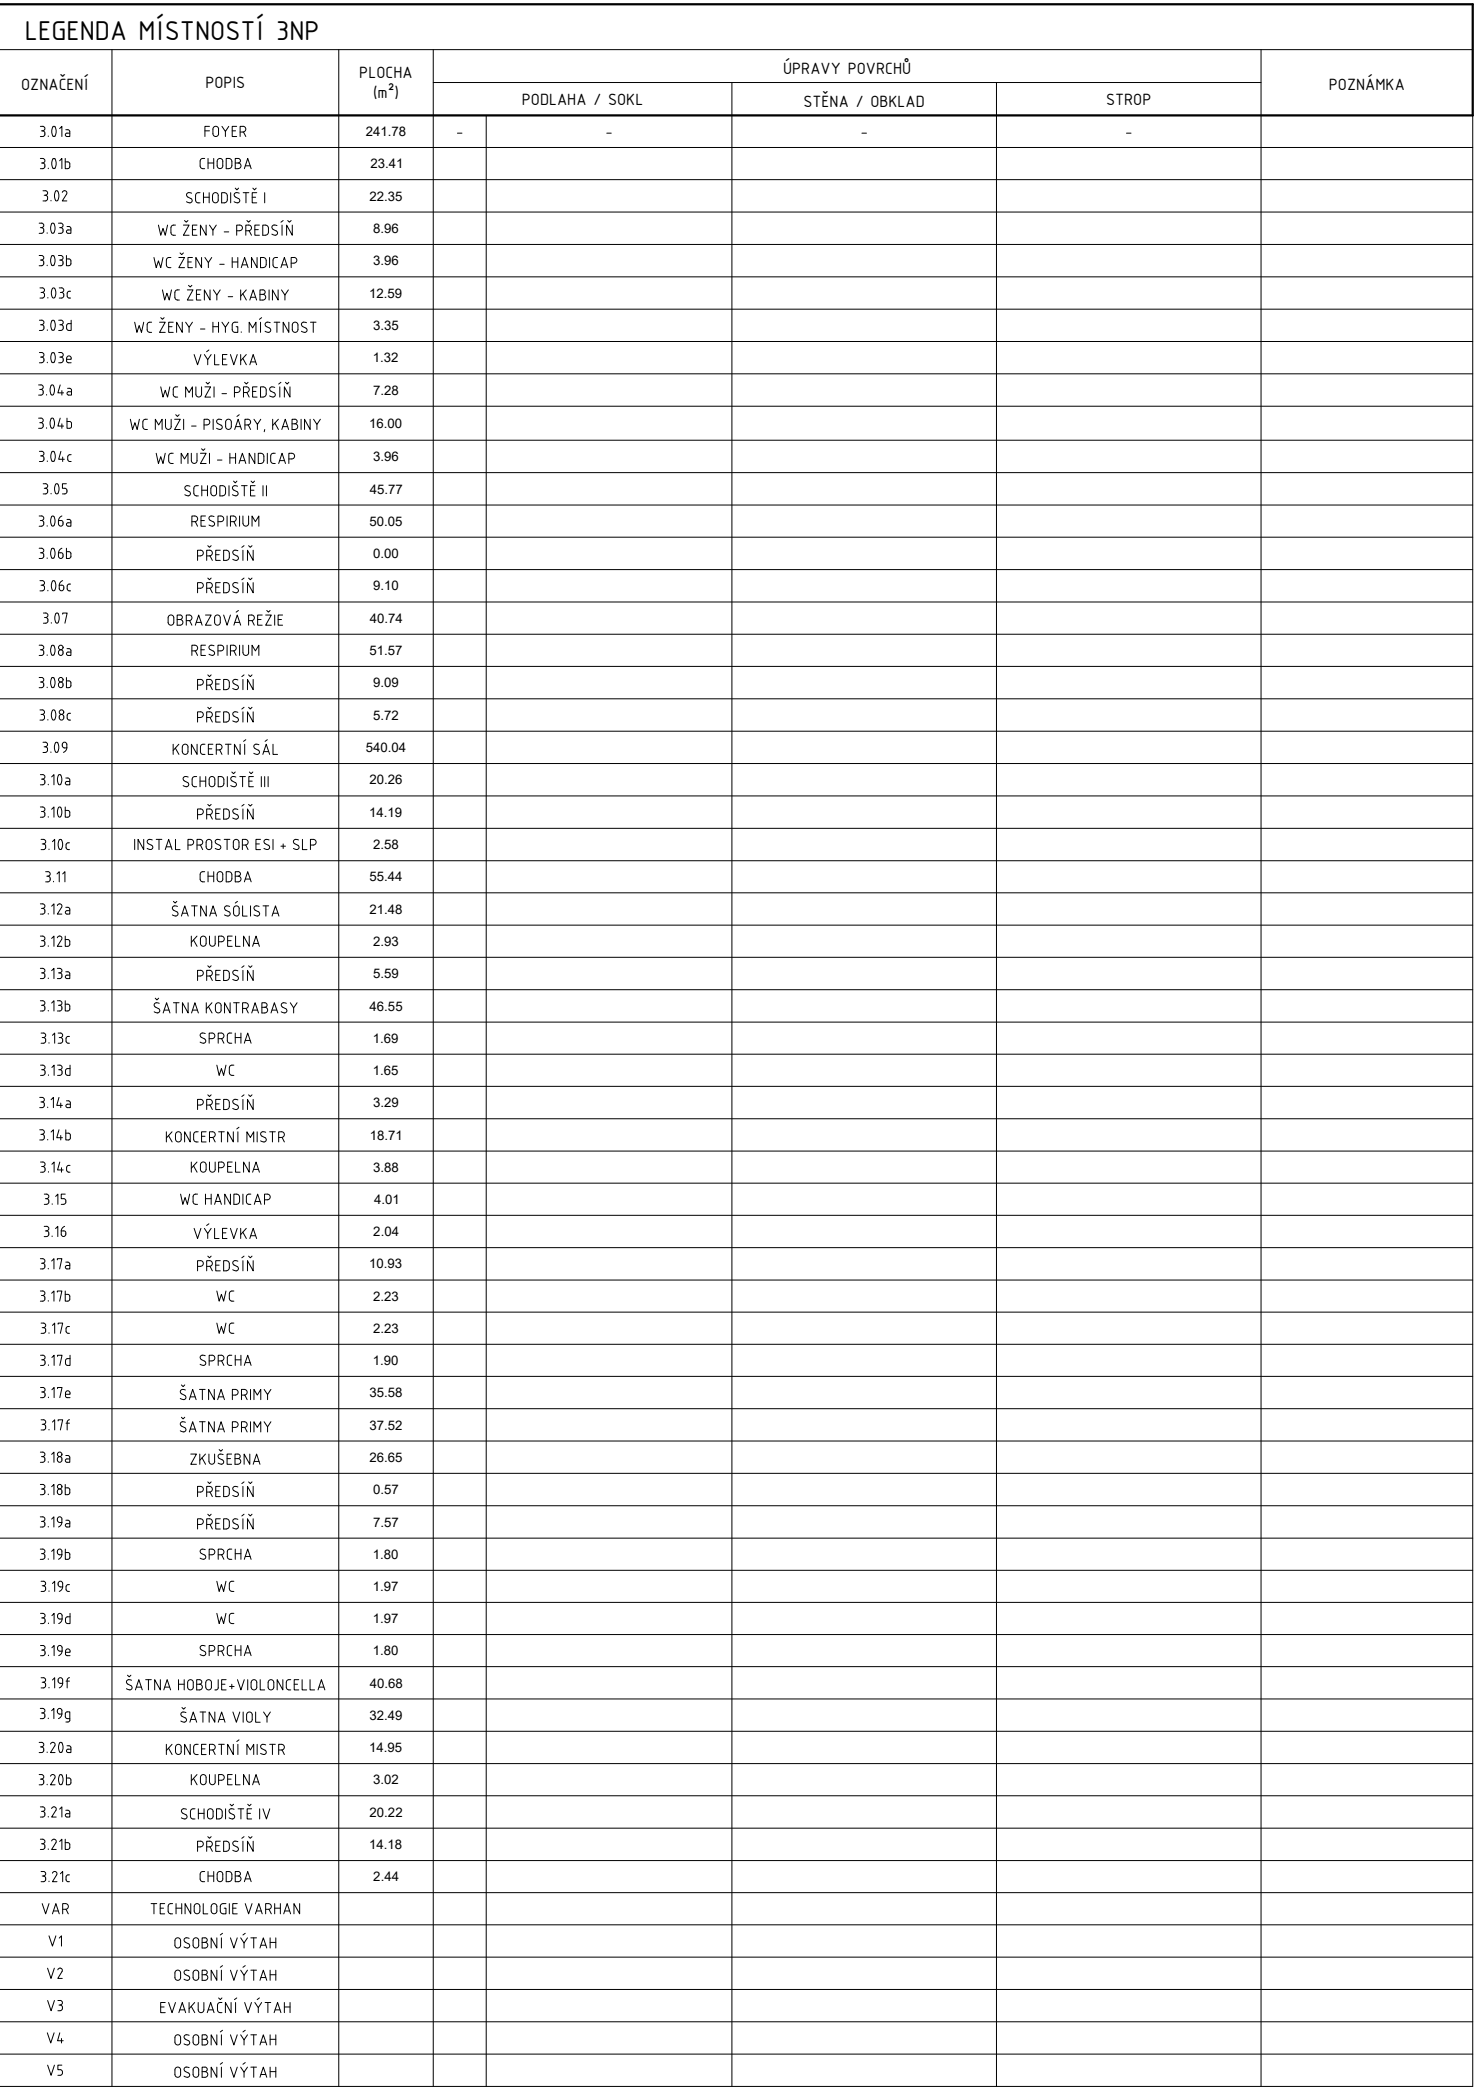 LEGENDA MÍSTNOSTÍ 3NP
OZNAČENÍ POPIS PLOCHA (m²) ÚPRAVY POVRCHŮ POZNÁMKA
PODLAHA / SOKL STĚNA / OBKLAD STROP
3.01a FOYER 241.78 - - - -
3.01b CHODBA 23.41
3.02 SCHODIŠTĚ I 22.35
3.03a WC ŽENY - PŘEDSÍŇ 8.96
3.03b WC ŽENY - HANDICAP 3.96
3.03c WC ŽENY - KABINY 12.59
3.03d WC ŽENY - HYG. MÍSTNOST 3.35
3.03e VÝLEVKA 1.32
3.04a WC MUŽI - PŘEDSÍŇ 7.28
3.04b WC MUŽI - PISOÁRY, KABINY 16.00
3.04c WC MUŽI - HANDICAP 3.96
3.05 SCHODIŠTĚ II 45.77
3.06a RESPIRIUM 50.05
3.06b PŘEDSÍŇ 0.00
3.06c PŘEDSÍŇ 9.10
3.07 OBRAZOVÁ REŽIE 40.74
3.08a RESPIRIUM 51.57
3.08b PŘEDSÍŇ 9.09
3.08c PŘEDSÍŇ 5.72
3.09 KONCERTNÍ SÁL 540.04
3.10a SCHODIŠTĚ III 20.26
3.10b PŘEDSÍŇ 14.19
3.10c INSTAL PROSTOR ESI + SLP 2.58
3.11 CHODBA 55.44
3.12a ŠATNA SÓLISTA 21.48
3.12b KOUPELNA 2.93
3.13a PŘEDSÍŇ 5.59
3.13b ŠATNA KONTRABASY 46.55
3.13c SPRCHA 1.69
3.13d WC 1.65
3.14a PŘEDSÍŇ 3.29
3.14b KONCERTNÍ MISTR 18.71
3.14c KOUPELNA 3.88
3.15 WC HANDICAP 4.01
3.16 VÝLEVKA 2.04
3.17a PŘEDSÍŇ 10.93
3.17b WC 2.23
3.17c WC 2.23
3.17d SPRCHA 1.90
3.17e ŠATNA PRIMY 35.58
3.17f ŠATNA PRIMY 37.52
3.18a ZKUŠEBNA 26.65
3.18b PŘEDSÍŇ 0.57
3.19a PŘEDSÍŇ 7.57
3.19b SPRCHA 1.80
3.19c WC 1.97
3.19d WC 1.97
3.19e SPRCHA 1.80
3.19f ŠATNA HOBOJE+VIOLONCELLA 40.68
3.19g ŠATNA VIOLY 32.49
3.20a KONCERTNÍ MISTR 14.95
3.20b KOUPELNA 3.02
3.21a SCHODIŠTĚ IV 20.22
3.21b PŘEDSÍŇ 14.18
3.21c CHODBA 2.44
VAR TECHNOLOGIE VARHAN
V1 OSOBNÍ VÝTAH
V2 OSOBNÍ VÝTAH
V3 EVAKUAČNÍ VÝTAH
V4 OSOBNÍ VÝTAH
V5 OSOBNÍ VÝTAH